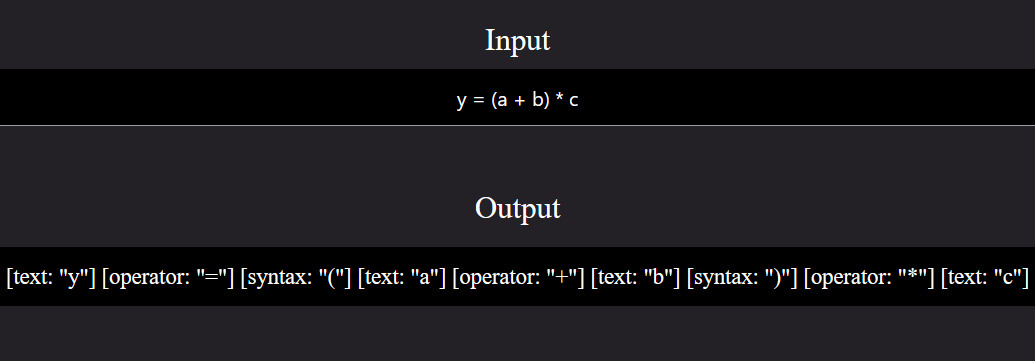 Input
y = (a + b) * c
Output
[text: "y"] [operator: "="] [syntax: "("] [text: "a"] [operator: "+"] [text: "b"] [syntax: ")"] [operator: "*"] [text: "c"]